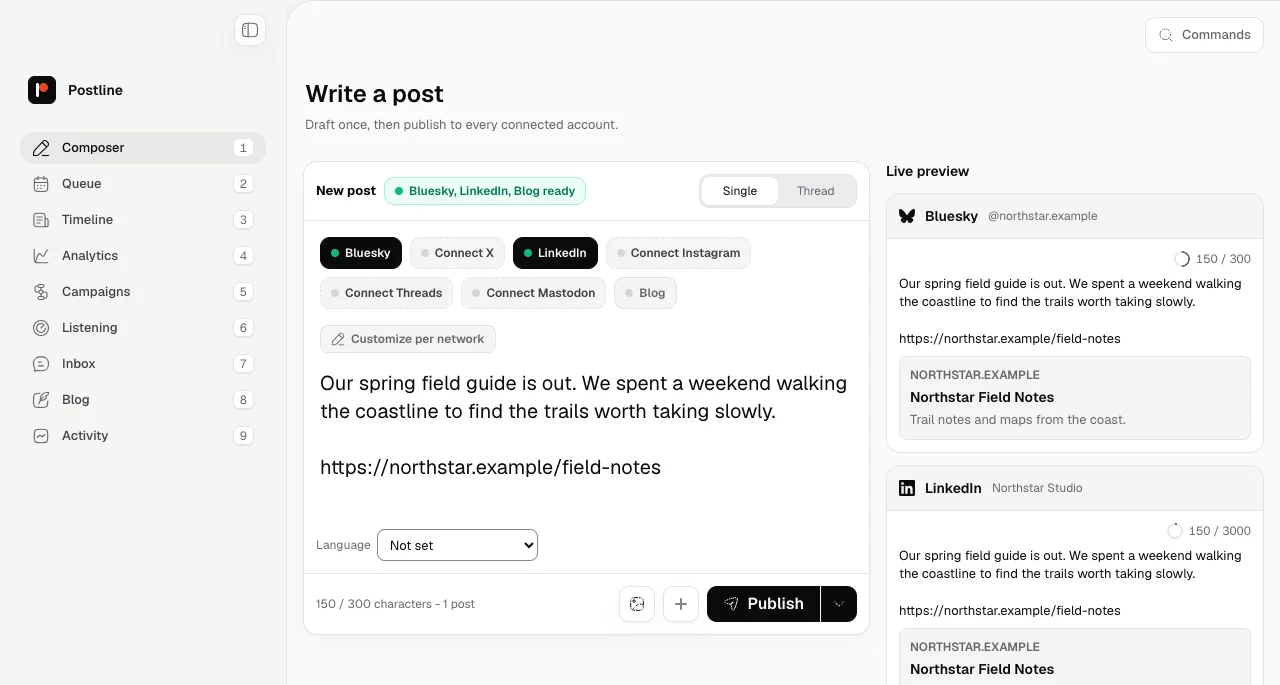 Commands
Postline
Composer 1
Queue 2
Timeline 3
Analytics 4
Campaigns 5
Listening 6
Inbox 7
Blog 8
Activity 9
Write a post
Draft once, then publish to every connected account.
New post
Bluesky, LinkedIn, Blog ready
Single
Thread
Bluesky
Connect X
LinkedIn
Connect Instagram
Connect Threads
Connect Mastodon
Blog
Customize per network
Our spring field guide is out. We spent a weekend walking
the coastline to find the trails worth taking slowly.
https://northstar.example/field-notes
Language
Not set
150 / 300 characters - 1 post
Publish
Live preview
Bluesky @northstar.example
150 / 300
Our spring field guide is out. We spent a weekend walking
the coastline to find the trails worth taking slowly.
https://northstar.example/field-notes
NORTHSTAR.EXAMPLE
Northstar Field Notes
Trail notes and maps from the coast.
LinkedIn Northstar Studio
150 / 3000
Our spring field guide is out. We spent a weekend walking
the coastline to find the trails worth taking slowly.
https://northstar.example/field-notes
NORTHSTAR.EXAMPLE
Northstar Field Notes